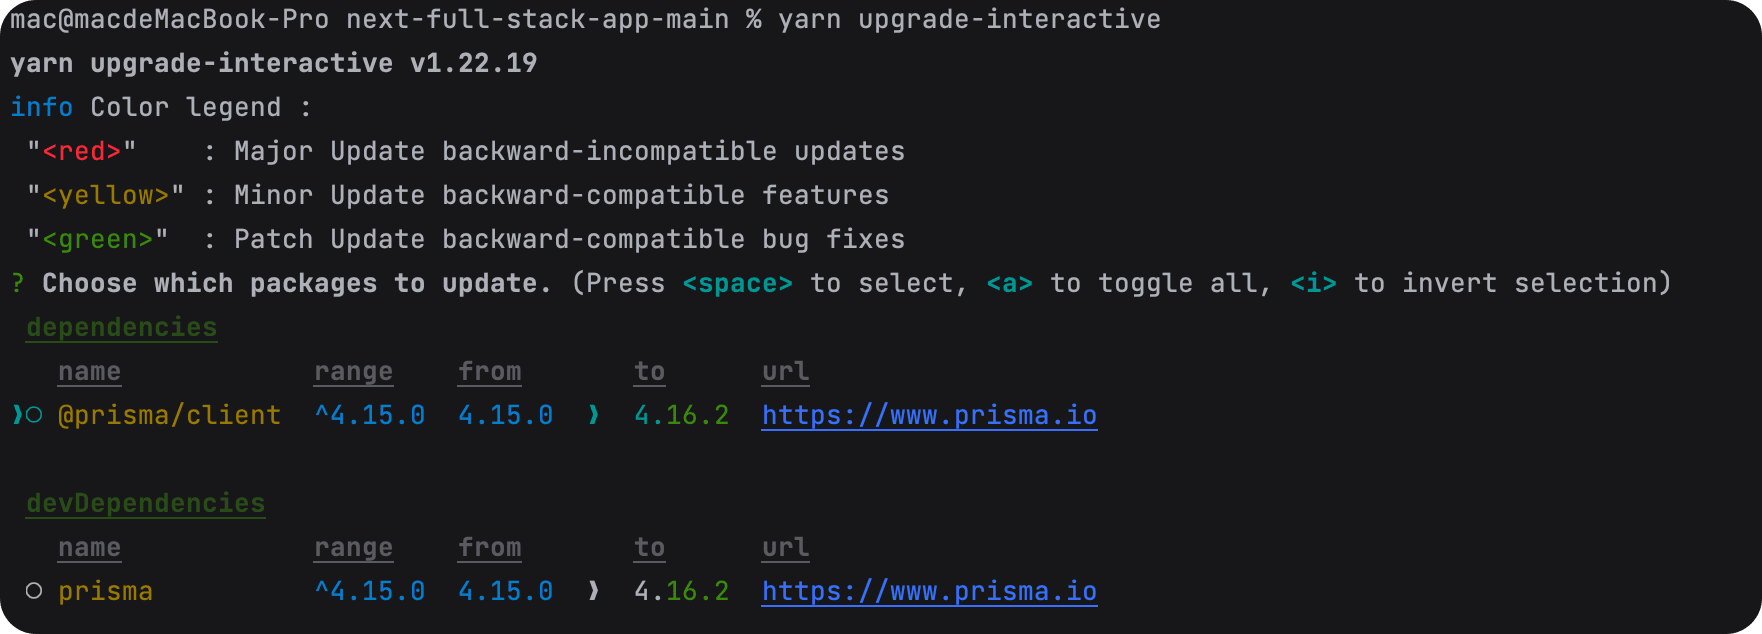 mac@macdeMacBook-Pro next-full-stack-app-main % yarn upgrade-interactive
yarn upgrade-interactive v1.22.19
info Color legend :
"<red>" : Major Update backward-incompatible updates
"<yellow>" : Minor Update backward-compatible features
"<green>" : Patch Update backward-compatible bug fixes
? Choose which packages to update. (Press <space> to select, <a> to toggle all, <i> to invert selection)
dependencies
name range from to url
❯◯ @prisma/client ^4.15.0 4.15.0 ❯ 4.16.2 https://www.prisma.io
devDependencies
name range from to url
◯ prisma ^4.15.0 4.15.0 ❯ 4.16.2 https://www.prisma.io